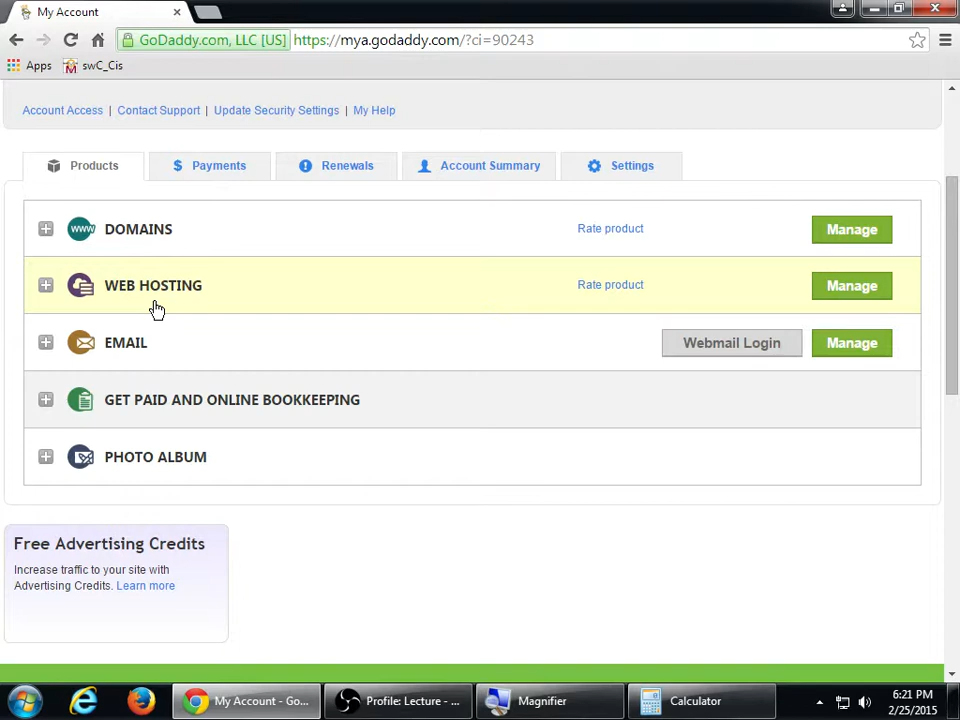 My Account
GoDaddy.com, LLC [US] https://mya.godaddy.com/?ci=90243
Apps swC_Cis
Account Access | Contact Support | Update Security Settings | My Help
Products $ Payments Renewals Account Summary Settings
WWW DOMAINS Rate product Manage
WEB HOSTING Rate product Manage
EMAIL Webmail Login Manage
GET PAID AND ONLINE BOOKKEEPING
PHOTO ALBUM
Free Advertising Credits
Increase traffic to your site with
Advertising Credits. Learn more
My Account - Go... Profile: Lecture - ... Magnifier Calculator 6:21 PM
2/25/2015